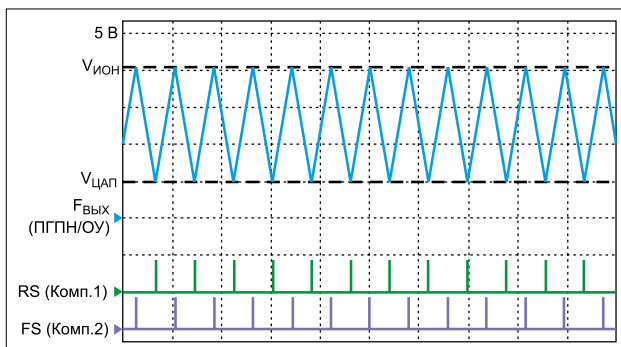 5 В
VИОН
VЦАП
FВЫХ
(ПГПН/ОУ)
RS (Комп.1)
FS (Комп.2)